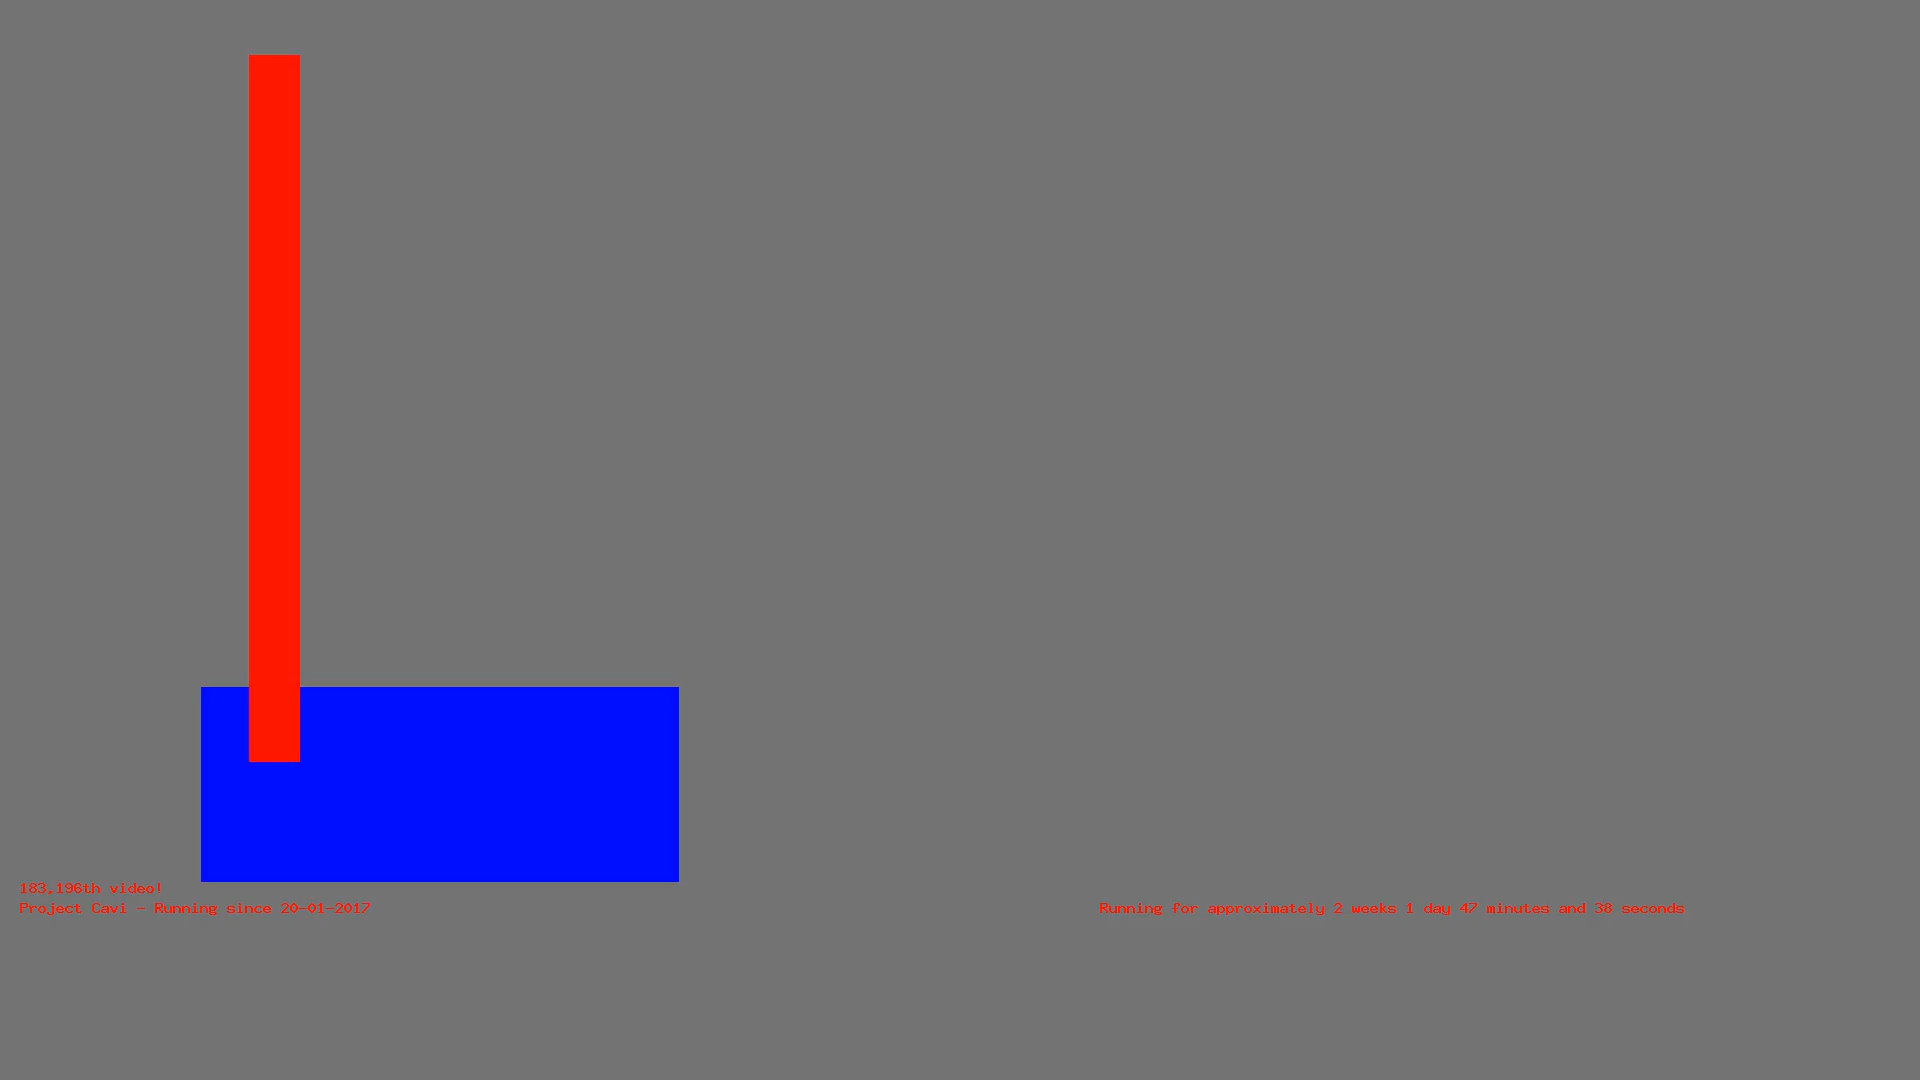 183,196th video!
Project Cavi - Running since 20-01-2017
Running for approximately 2 weeks 1 day 47 minutes and 38 seconds